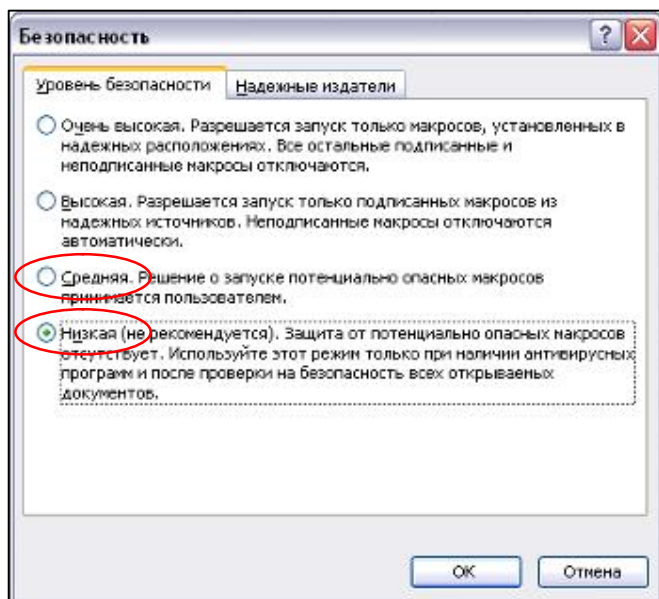 Безопасность
Уровень безопасности
Надежные издатели
Очень высокая. Разрешается запуск только макросов, установленных в
надежных расположениях. Все остальные подписанные и
неподписанные макросы отключаются.
Высокая. Разрешается запуск только подписанных макросов из
надежных источников. Неподписанные макросы отключаются
автоматически.
Средняя. Решение о запуске потенциально опасных макросов
принимается пользователем.
Низкая (не рекомендуется). Защита от потенциально опасных макросов
отсутствует. Используйте этот режим только при наличии антивирусных
программ и после проверки на безопасность всех открываемых
документов.
ОК
Отмена